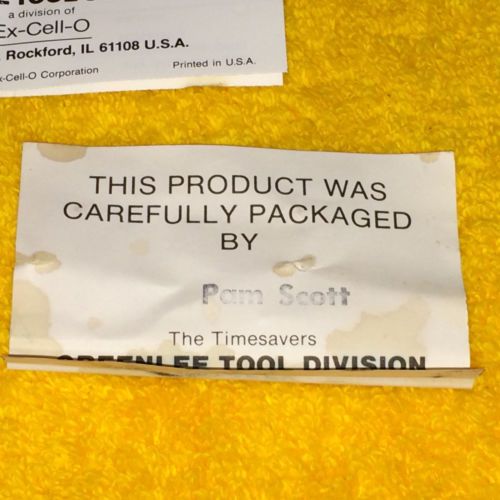 a division of
Ex-Cell-O
Rockford, IL 61108 U.S.A.
x-Cell-O Corporation
Printed in U.S.A.
THIS PRODUCT WAS
CAREFULLY PACKAGED
BY
Pam Scott
The Timesavers
GREENLEE TOOL DIVISION